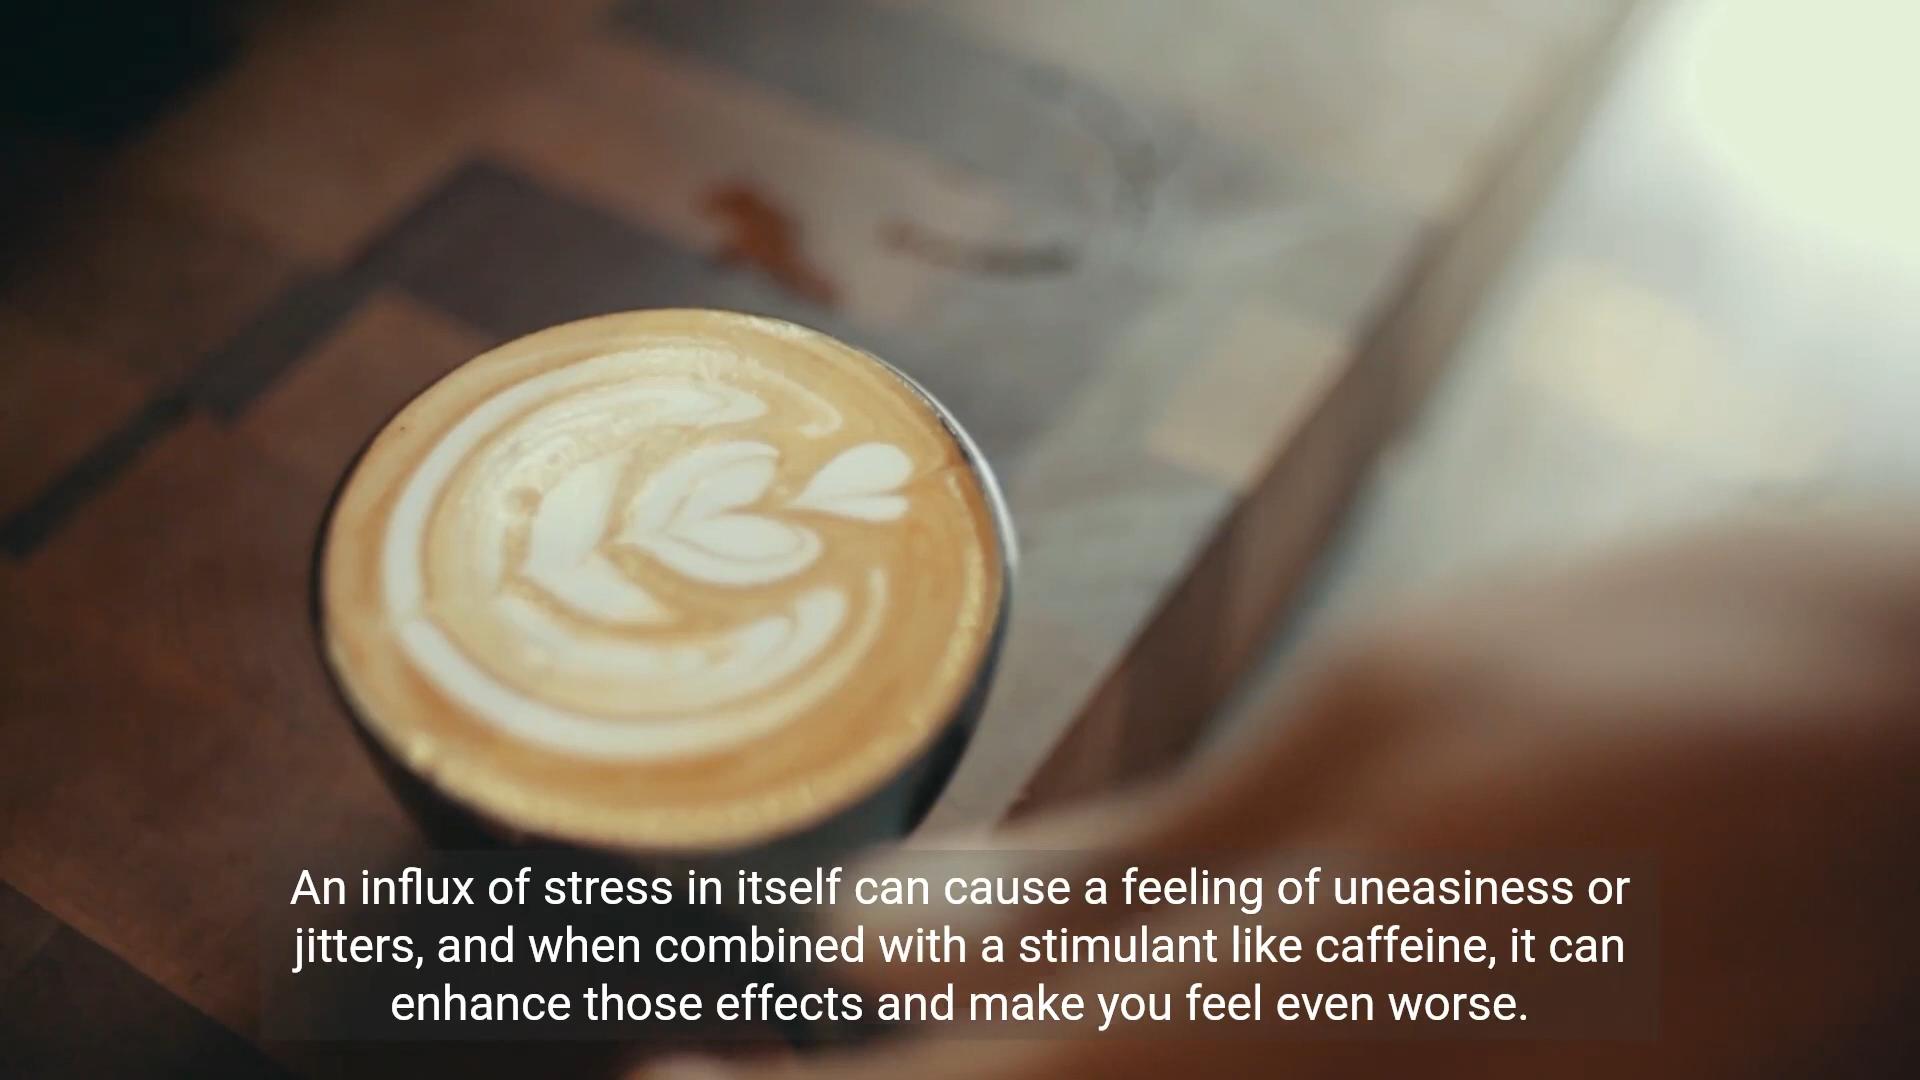 An influx of stress in itself can cause a feeling of uneasiness or
jitters, and when combined with a stimulant like caffeine, it can
enhance those effects and make you feel even worse.